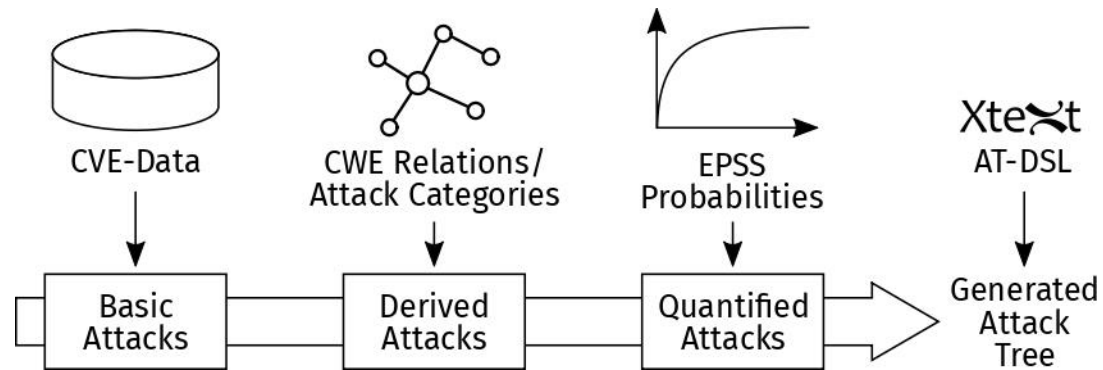 CVE-Data
CWE Relations/
Attack Categories
EPSS
Probabilities
Xtext
AT-DSL
Basic
Attacks
Derived
Attacks
Quantified
Attacks
Generated
Attack
Tree